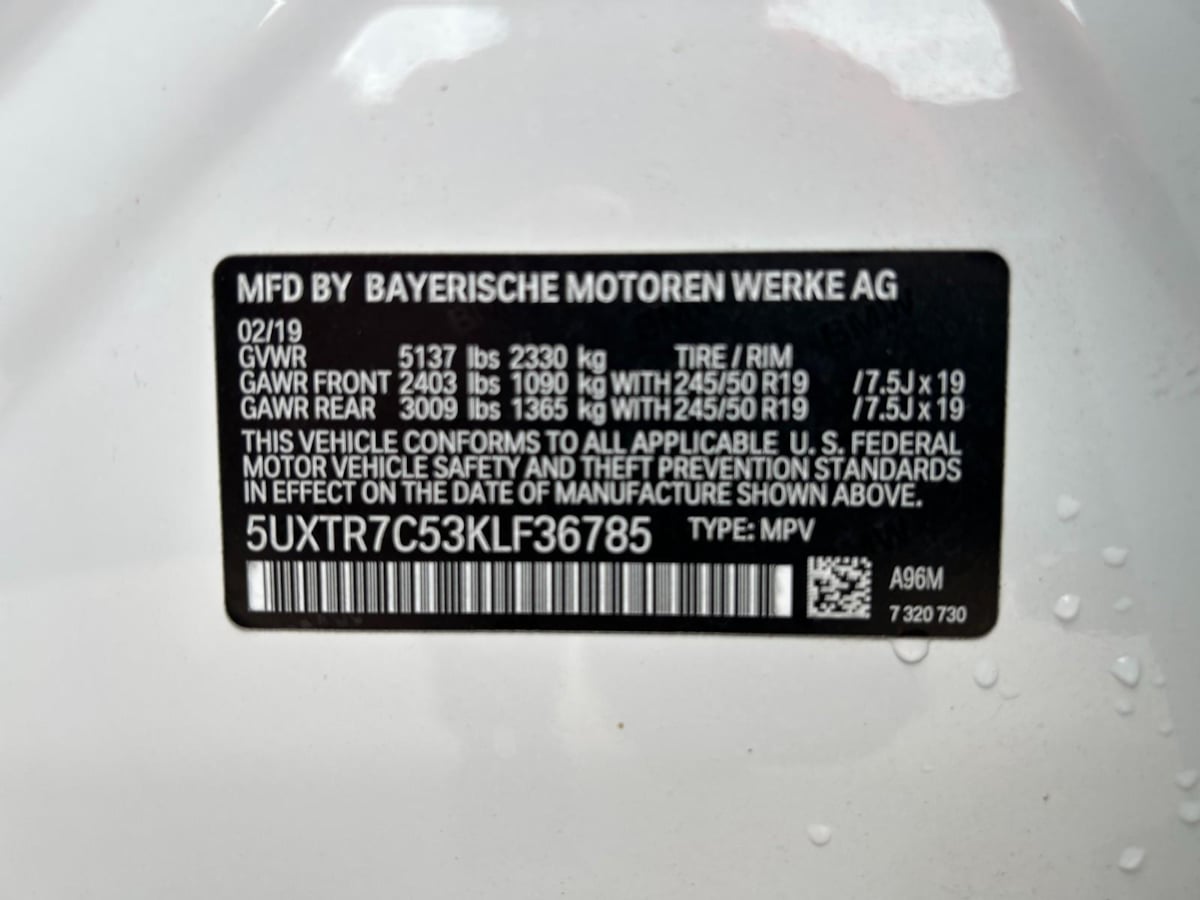 MFD BY BAYERISCHE MOTOREN WERKE AG
02/19
GVWR 5137 lbs 2330 kg TIRE / RIM
GAWR FRONT 2403 lbs 1090 kg WITH 245/50 R19 /7.5J x 19
GAWR REAR 3009 lbs 1365 kg WITH 245/50 R19 /7.5J x 19
THIS VEHICLE CONFORMS TO ALL APPLICABLE U. S. FEDERAL
MOTOR VEHICLE SAFETY AND THEFT PREVENTION STANDARDS
IN EFFECT ON THE DATE OF MANUFACTURE SHOWN ABOVE.
5UXTR7C53KLF36785 TYPE: MPV
A96M
7 320 730